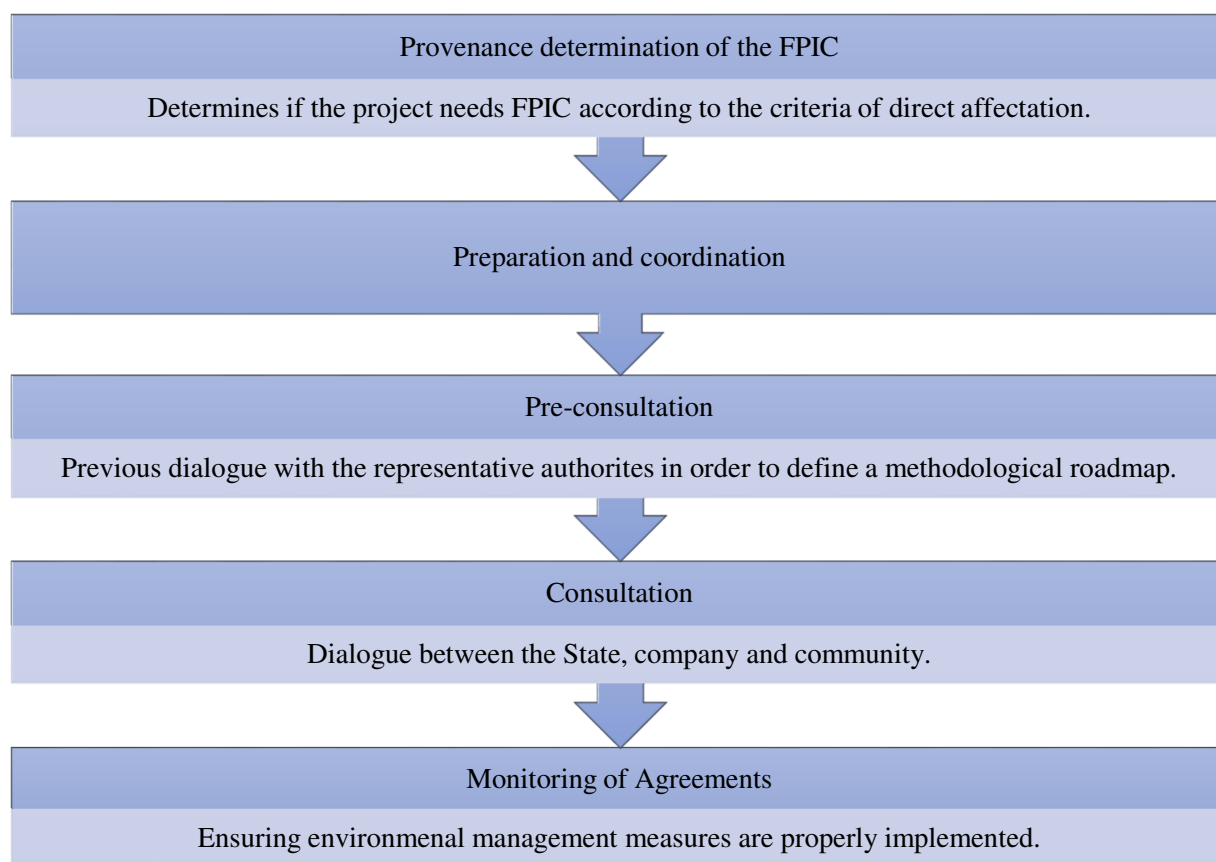 Provenance determination of the FPIC
Determines if the project needs FPIC according to the criteria of direct affectation.
Preparation and coordination
Pre-consultation
Previous dialogue with the representative authorites in order to define a methodological roadmap.
Consultation
Dialogue between the State, company and community.
Monitoring of Agreements
Ensuring environmenal management measures are properly implemented.